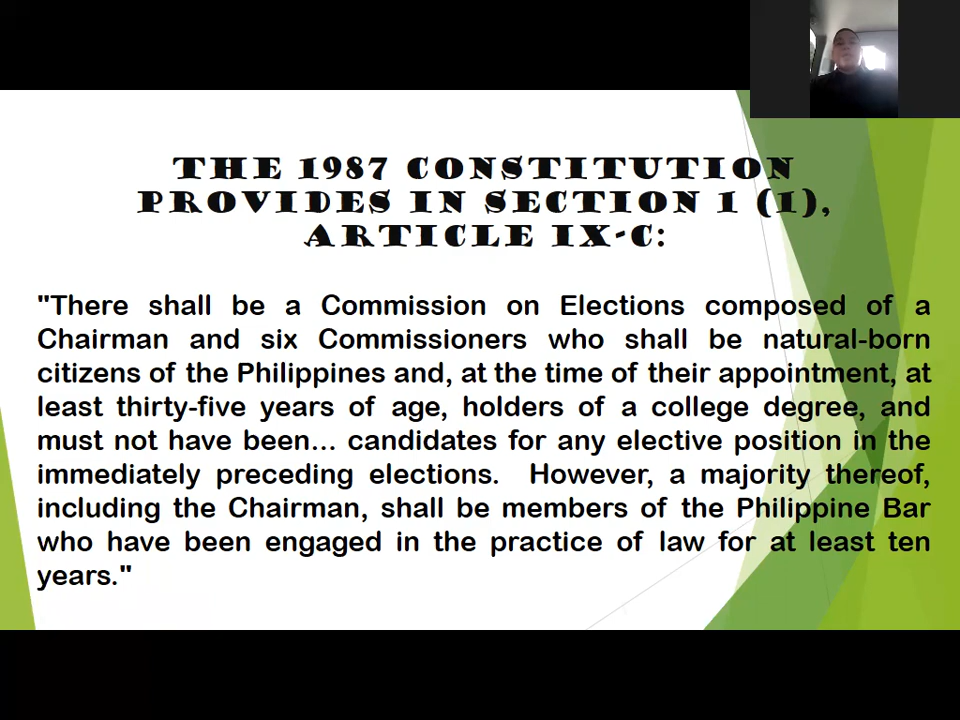 THE 1987 CONSTITUTION
PROVIDES IN SECTION 1 (1),
ARTICLE IX-C:
"There shall be a Commission on Elections composed of a
Chairman and six Commissioners who shall be natural-born
citizens of the Philippines and, at the time of their appointment, at
least thirty-five years of age, holders of a college degree, and
must not have been... candidates for any elective position in the
immediately preceding elections. However, a majority thereof,
including the Chairman, shall be members of the Philippine Bar
who have been engaged in the practice of law for at least ten
years."